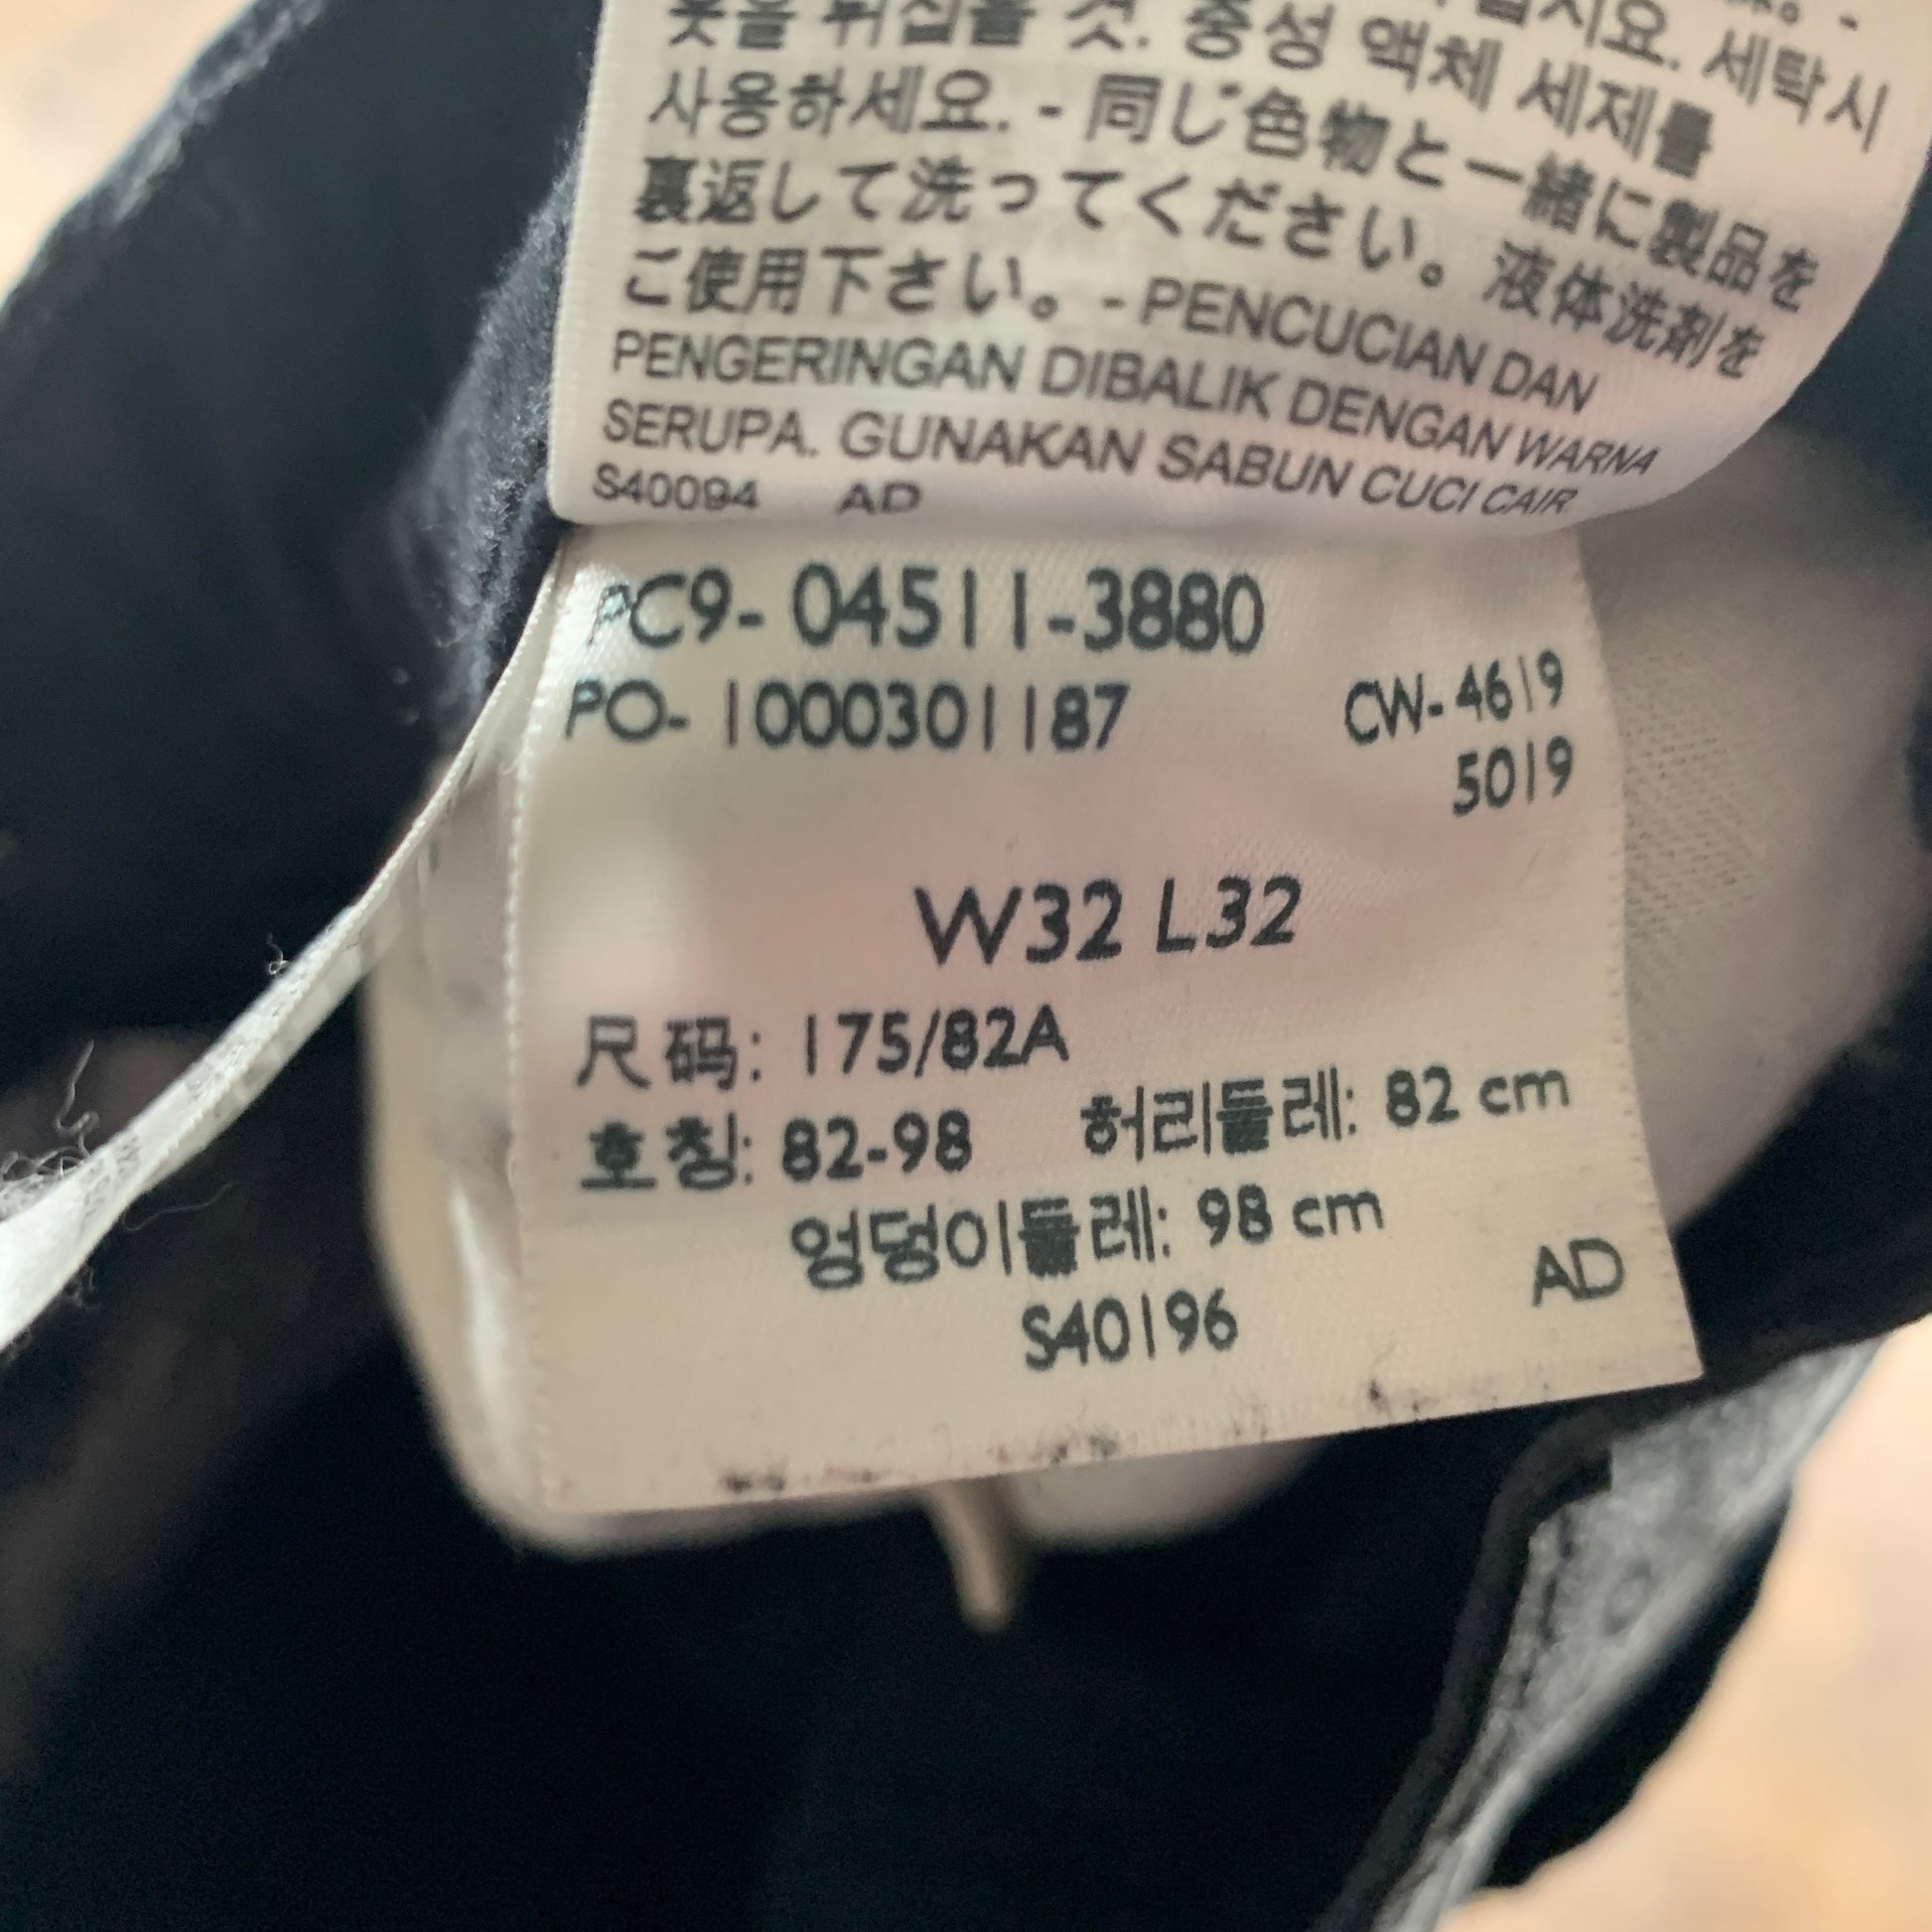 십시요. 세탁시
옷을 뒤집을 것. 중성 액체 세제를
사용하세요. - 同じ色物と一緒に製品を
裏返して洗ってください。液体洗剤を
ご使用下さい。- PENCUCIAN DAN
PENGERINGAN DIBALIK DENGAN WARNA
SERUPA. GUNAKAN SABUN CUCI CAIR
S40094 AD
PC9- 04511-3880
PO- 1000301187 CW- 4619
5019
W32 L32
尺码: 175/82A
호칭: 82-98 허리둘레: 82 cm
엉덩이둘레: 98 cm
S40196 AD